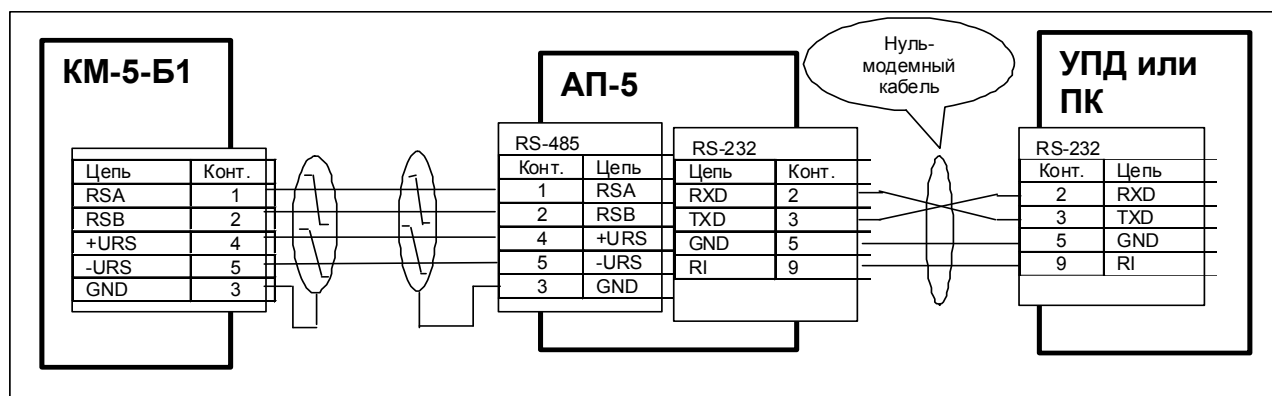 КМ-5-Б1
Цепь Конт.
RSA 1
RSB 2
+URS 4
-URS 5
GND 3
АП-5
RS-485
Конт. Цепь
1 RSA
2 RSB
4 +URS
5 -URS
3 GND
RS-232
Цепь Конт.
RXD 2
TXD 3
GND 5
RI 9
Нуль-
модемный
кабель
УПД или
ПК
RS-232
Конт. Цепь
2 RXD
3 TXD
5 GND
9 RI